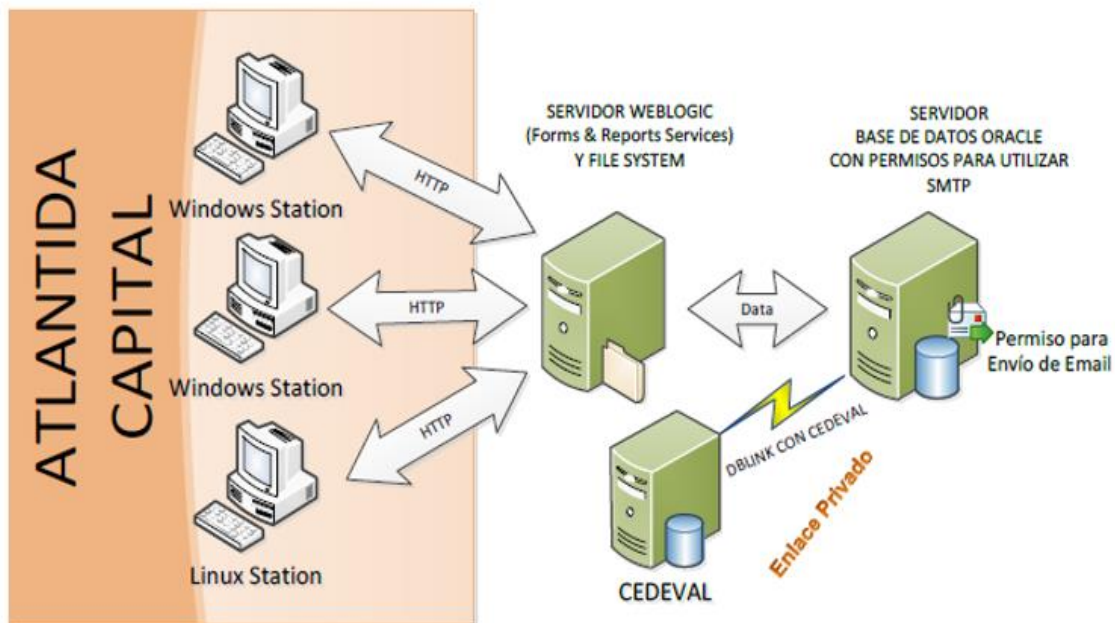 ATLANTIDA
CAPITAL
Windows Station
Windows Station
Linux Station
HTTP
HTTP
HTTP
SERVIDOR WEBLOGIC
(Forms & Reports Services)
Y FILE SYSTEM
Data
SERVIDOR
BASE DE DATOS ORACLE
CON PERMISOS PARA UTILIZAR
SMTP
Permiso para
Envío de Email
DBLINK CON CEDEVAL
Enlace Privado
CEDEVAL